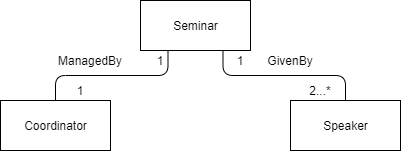 Seminar
ManagedBy 1 1 GivenBy
1 2...*
Coordinator Speaker